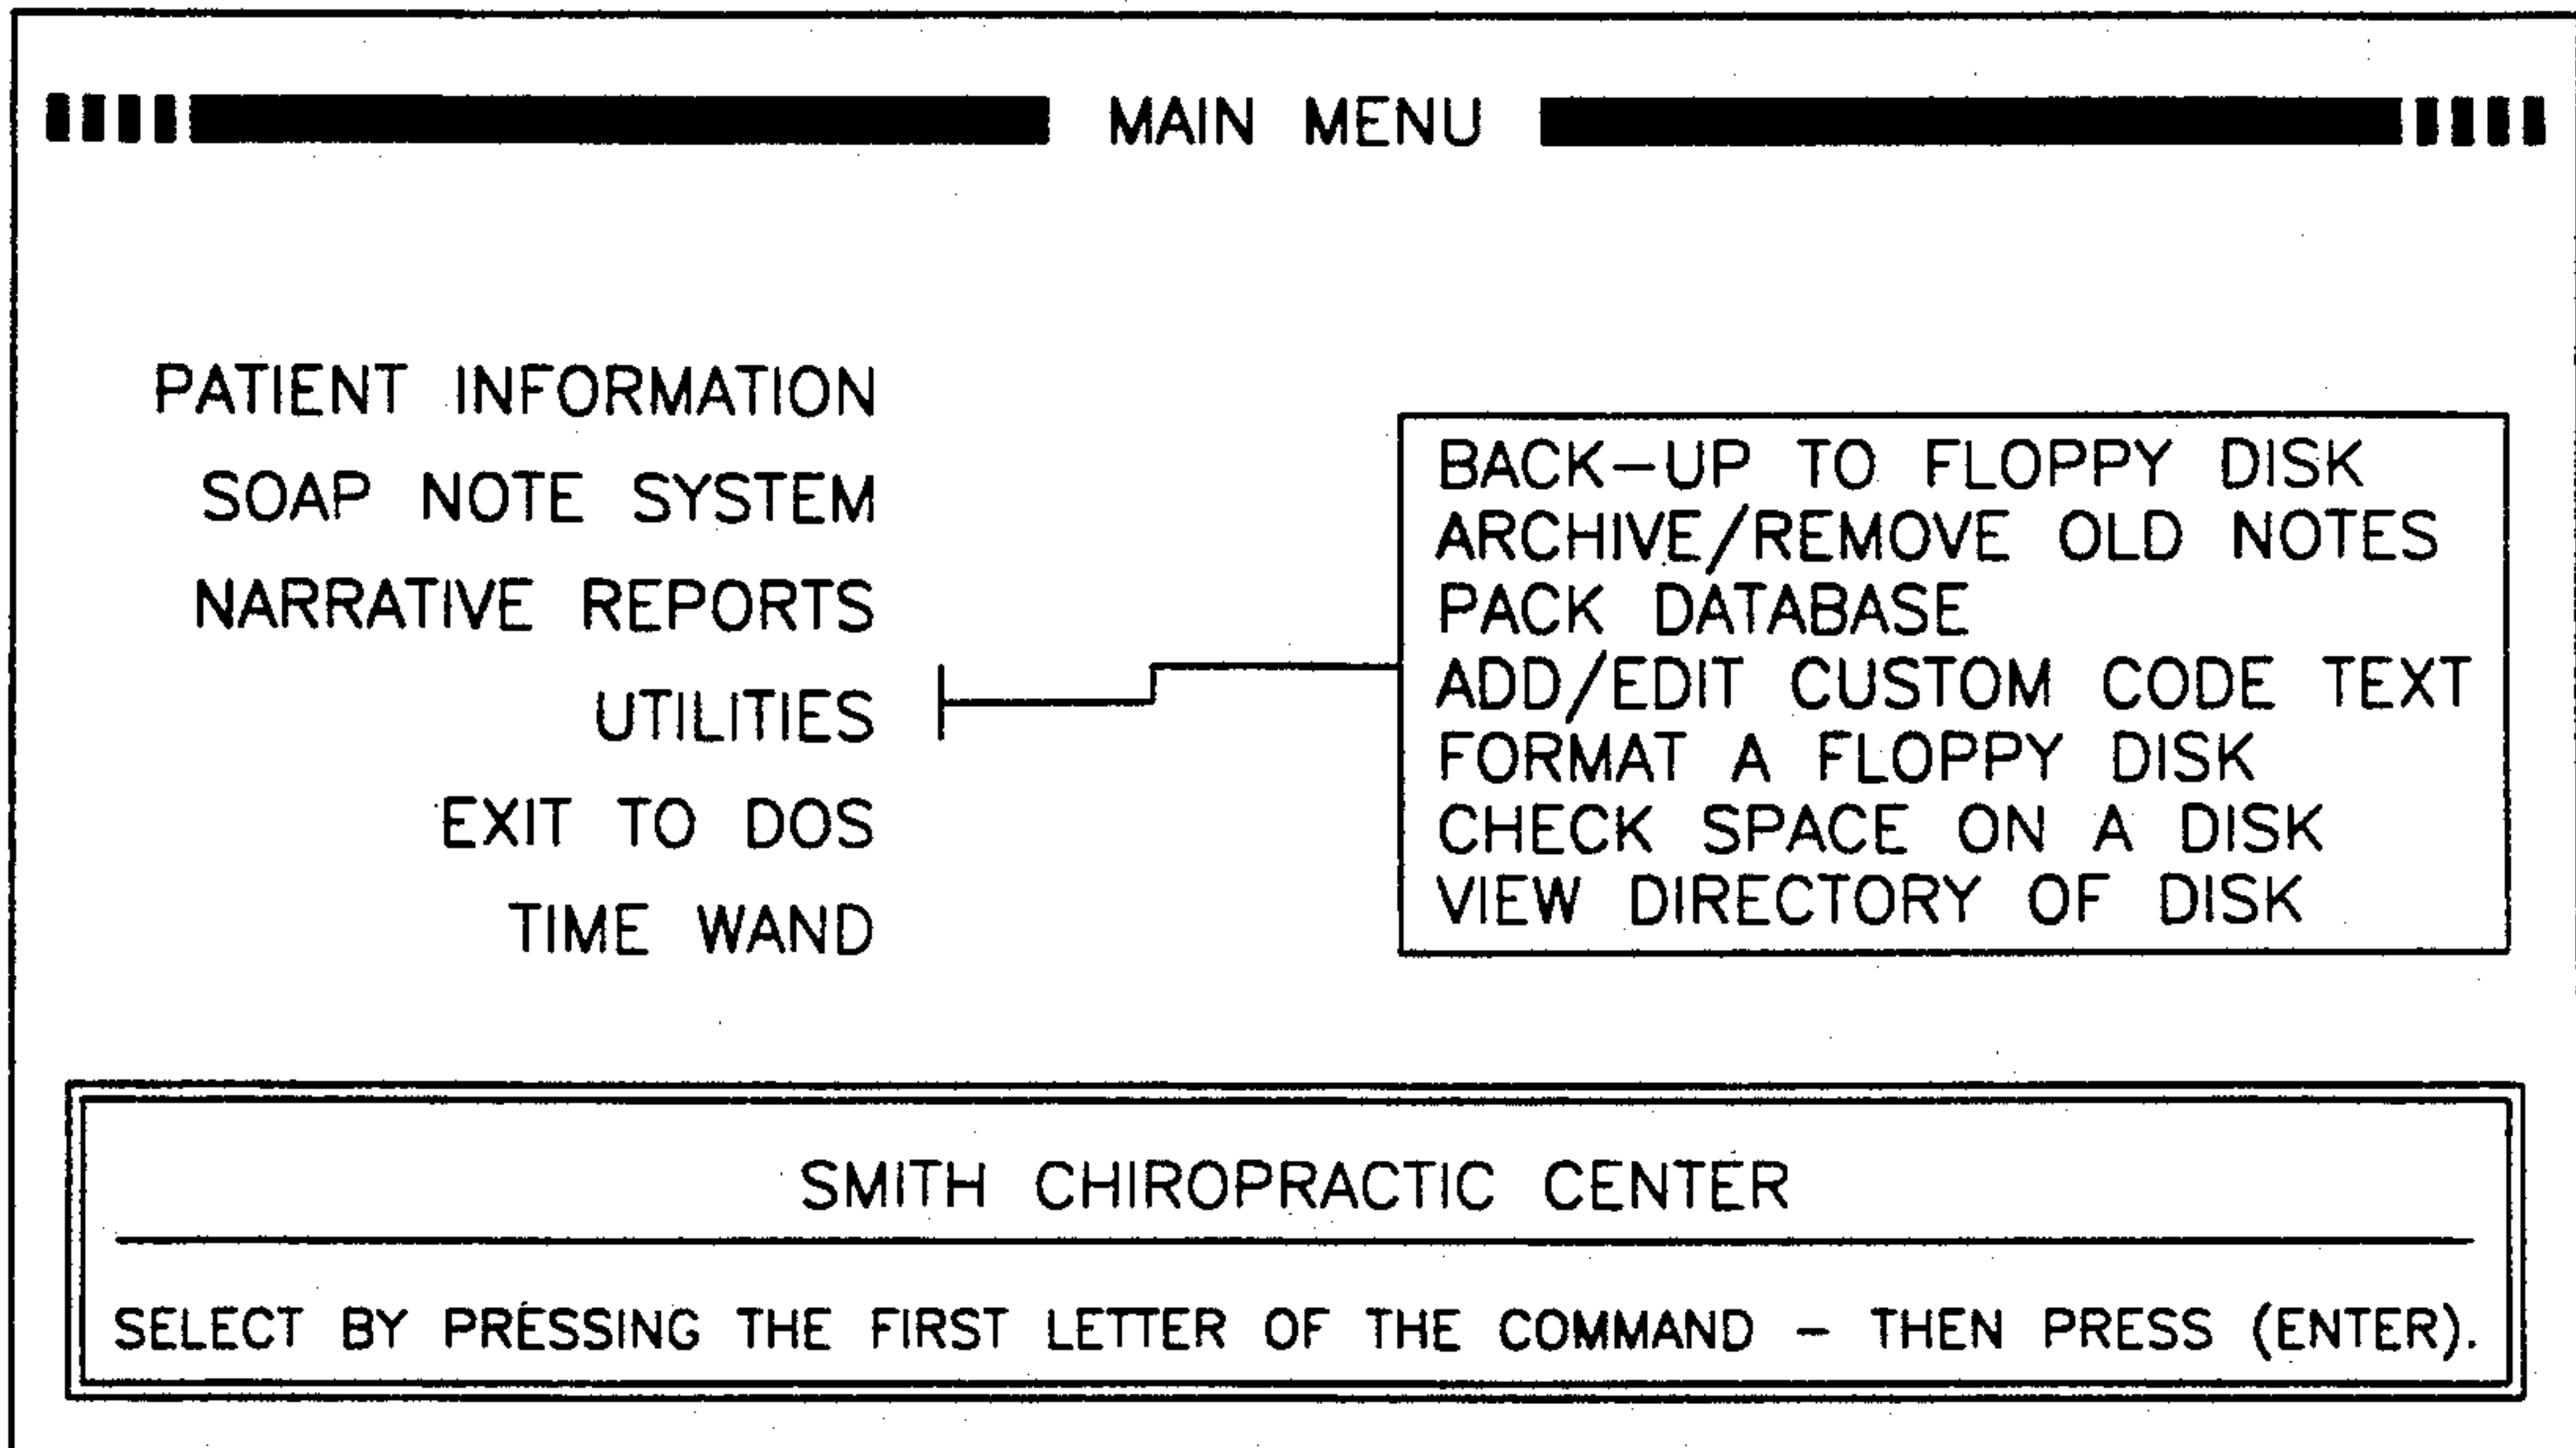 MAIN MENU
PATIENT INFORMATION
SOAP NOTE SYSTEM
NARRATIVE REPORTS
UTILITIES
EXIT TO DOS
TIME WAND
BACK-UP TO FLOPPY DISK
ARCHIVE/REMOVE OLD NOTES
PACK DATABASE
ADD/EDIT CUSTOM CODE TEXT
FORMAT A FLOPPY DISK
CHECK SPACE ON A DISK
VIEW DIRECTORY OF DISK
SMITH CHIROPRACTIC CENTER
SELECT BY PRESSING THE FIRST LETTER OF THE COMMAND – THEN PRESS (ENTER).